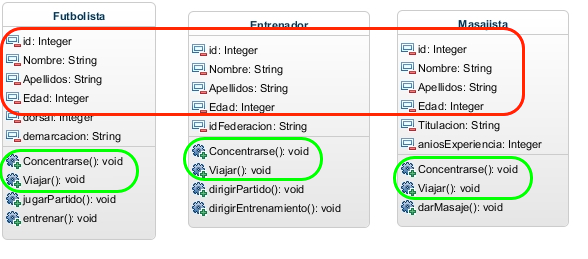 Futbolista
id: Integer
Nombre: String
Apellidos: String
Edad: Integer
dorsal: Integer
demarcacion: String
Concentrarse(): void
Viajar(): void
jugarPartido(): void
entrenar(): void
Entrenador
id: Integer
Nombre: String
Apellidos: String
Edad: Integer
idFederacion: String
Concentrarse(): void
Viajar(): void
dirigirPartido(): void
dirigirEntrenamiento(): void
Masajista
id: Integer
Nombre: String
Apellidos: String
Edad: Integer
Titulacion: String
aniosExperiencia: Integer
Concentrarse(): void
Viajar(): void
darMasaje(): void